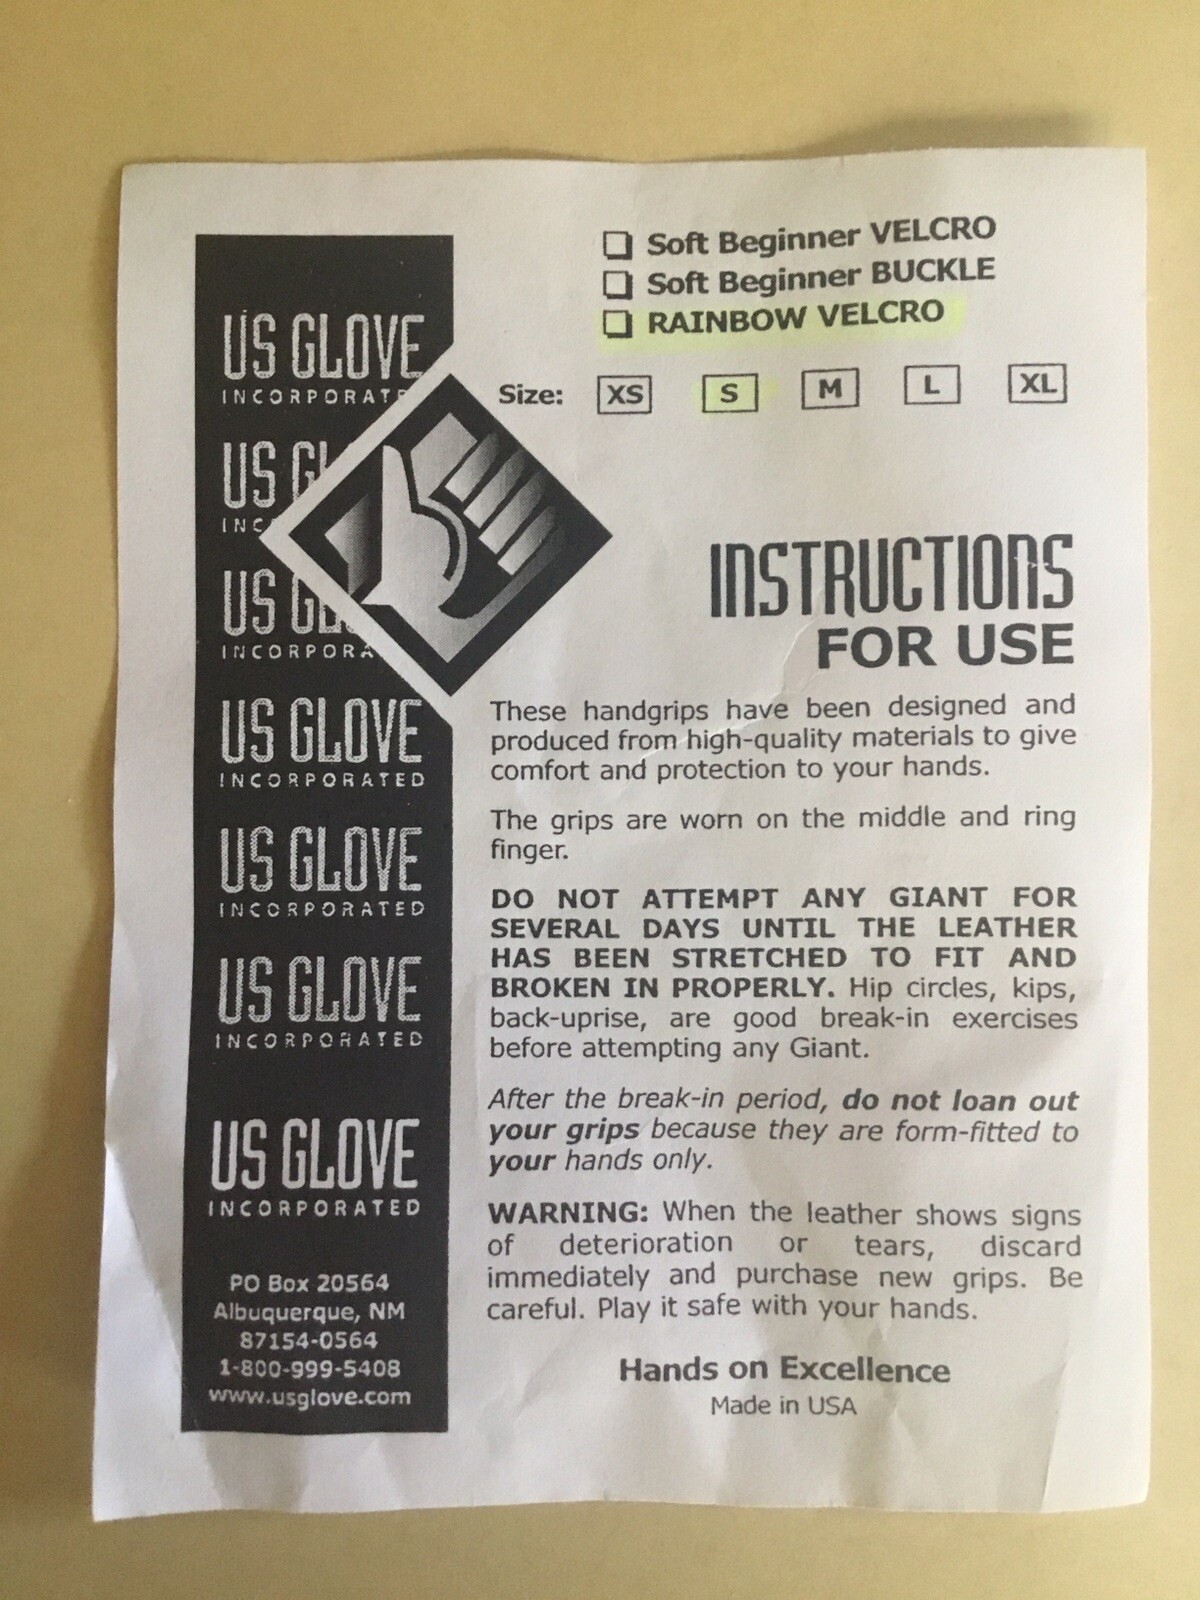 US GLOVE
INCORPORATE
US GL
INC
US GL
INCORPORA
US GLOVE
INCORPORATED
US GLOVE
INCORPORATED
US GLOVE
INCORPORATED
US GLOVE
INCORPORATED
PO Box 20564
Albuquerque, NM
87154-0564
1-800-999-5408
www.usglove.com
❑ Soft Beginner VELCRO
❑ Soft Beginner BUCKLE
❑ RAINBOW VELCRO
Size: XS S M L XL
INSTRUCTIONS
FOR USE
These handgrips have been designed and
produced from high-quality materials to give
comfort and protection to your hands.
The grips are worn on the middle and ring
finger.
DO NOT ATTEMPT ANY GIANT FOR
SEVERAL DAYS UNTIL THE LEATHER
HAS BEEN STRETCHED TO FIT AND
BROKEN IN PROPERLY. Hip circles, kips,
back-uprise, are good break-in exercises
before attempting any Giant.
After the break-in period, do not loan out
your grips because they are form-fitted to
your hands only.
WARNING: When the leather shows signs
of deterioration or tears, discard
immediately and purchase new grips. Be
careful. Play it safe with your hands.
Hands on Excellence
Made in USA